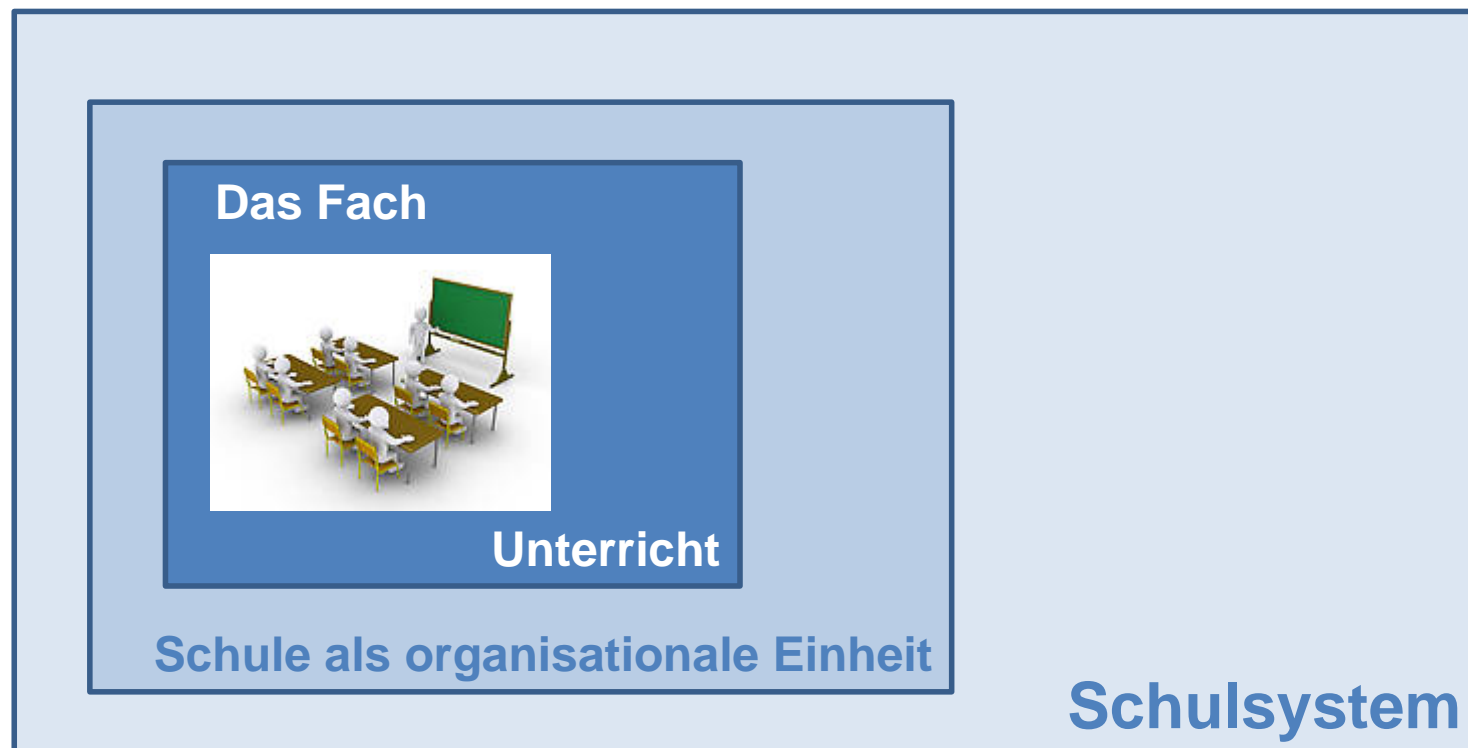 Das Fach
Unterricht
Schule als organisationale Einheit
Schulsystem